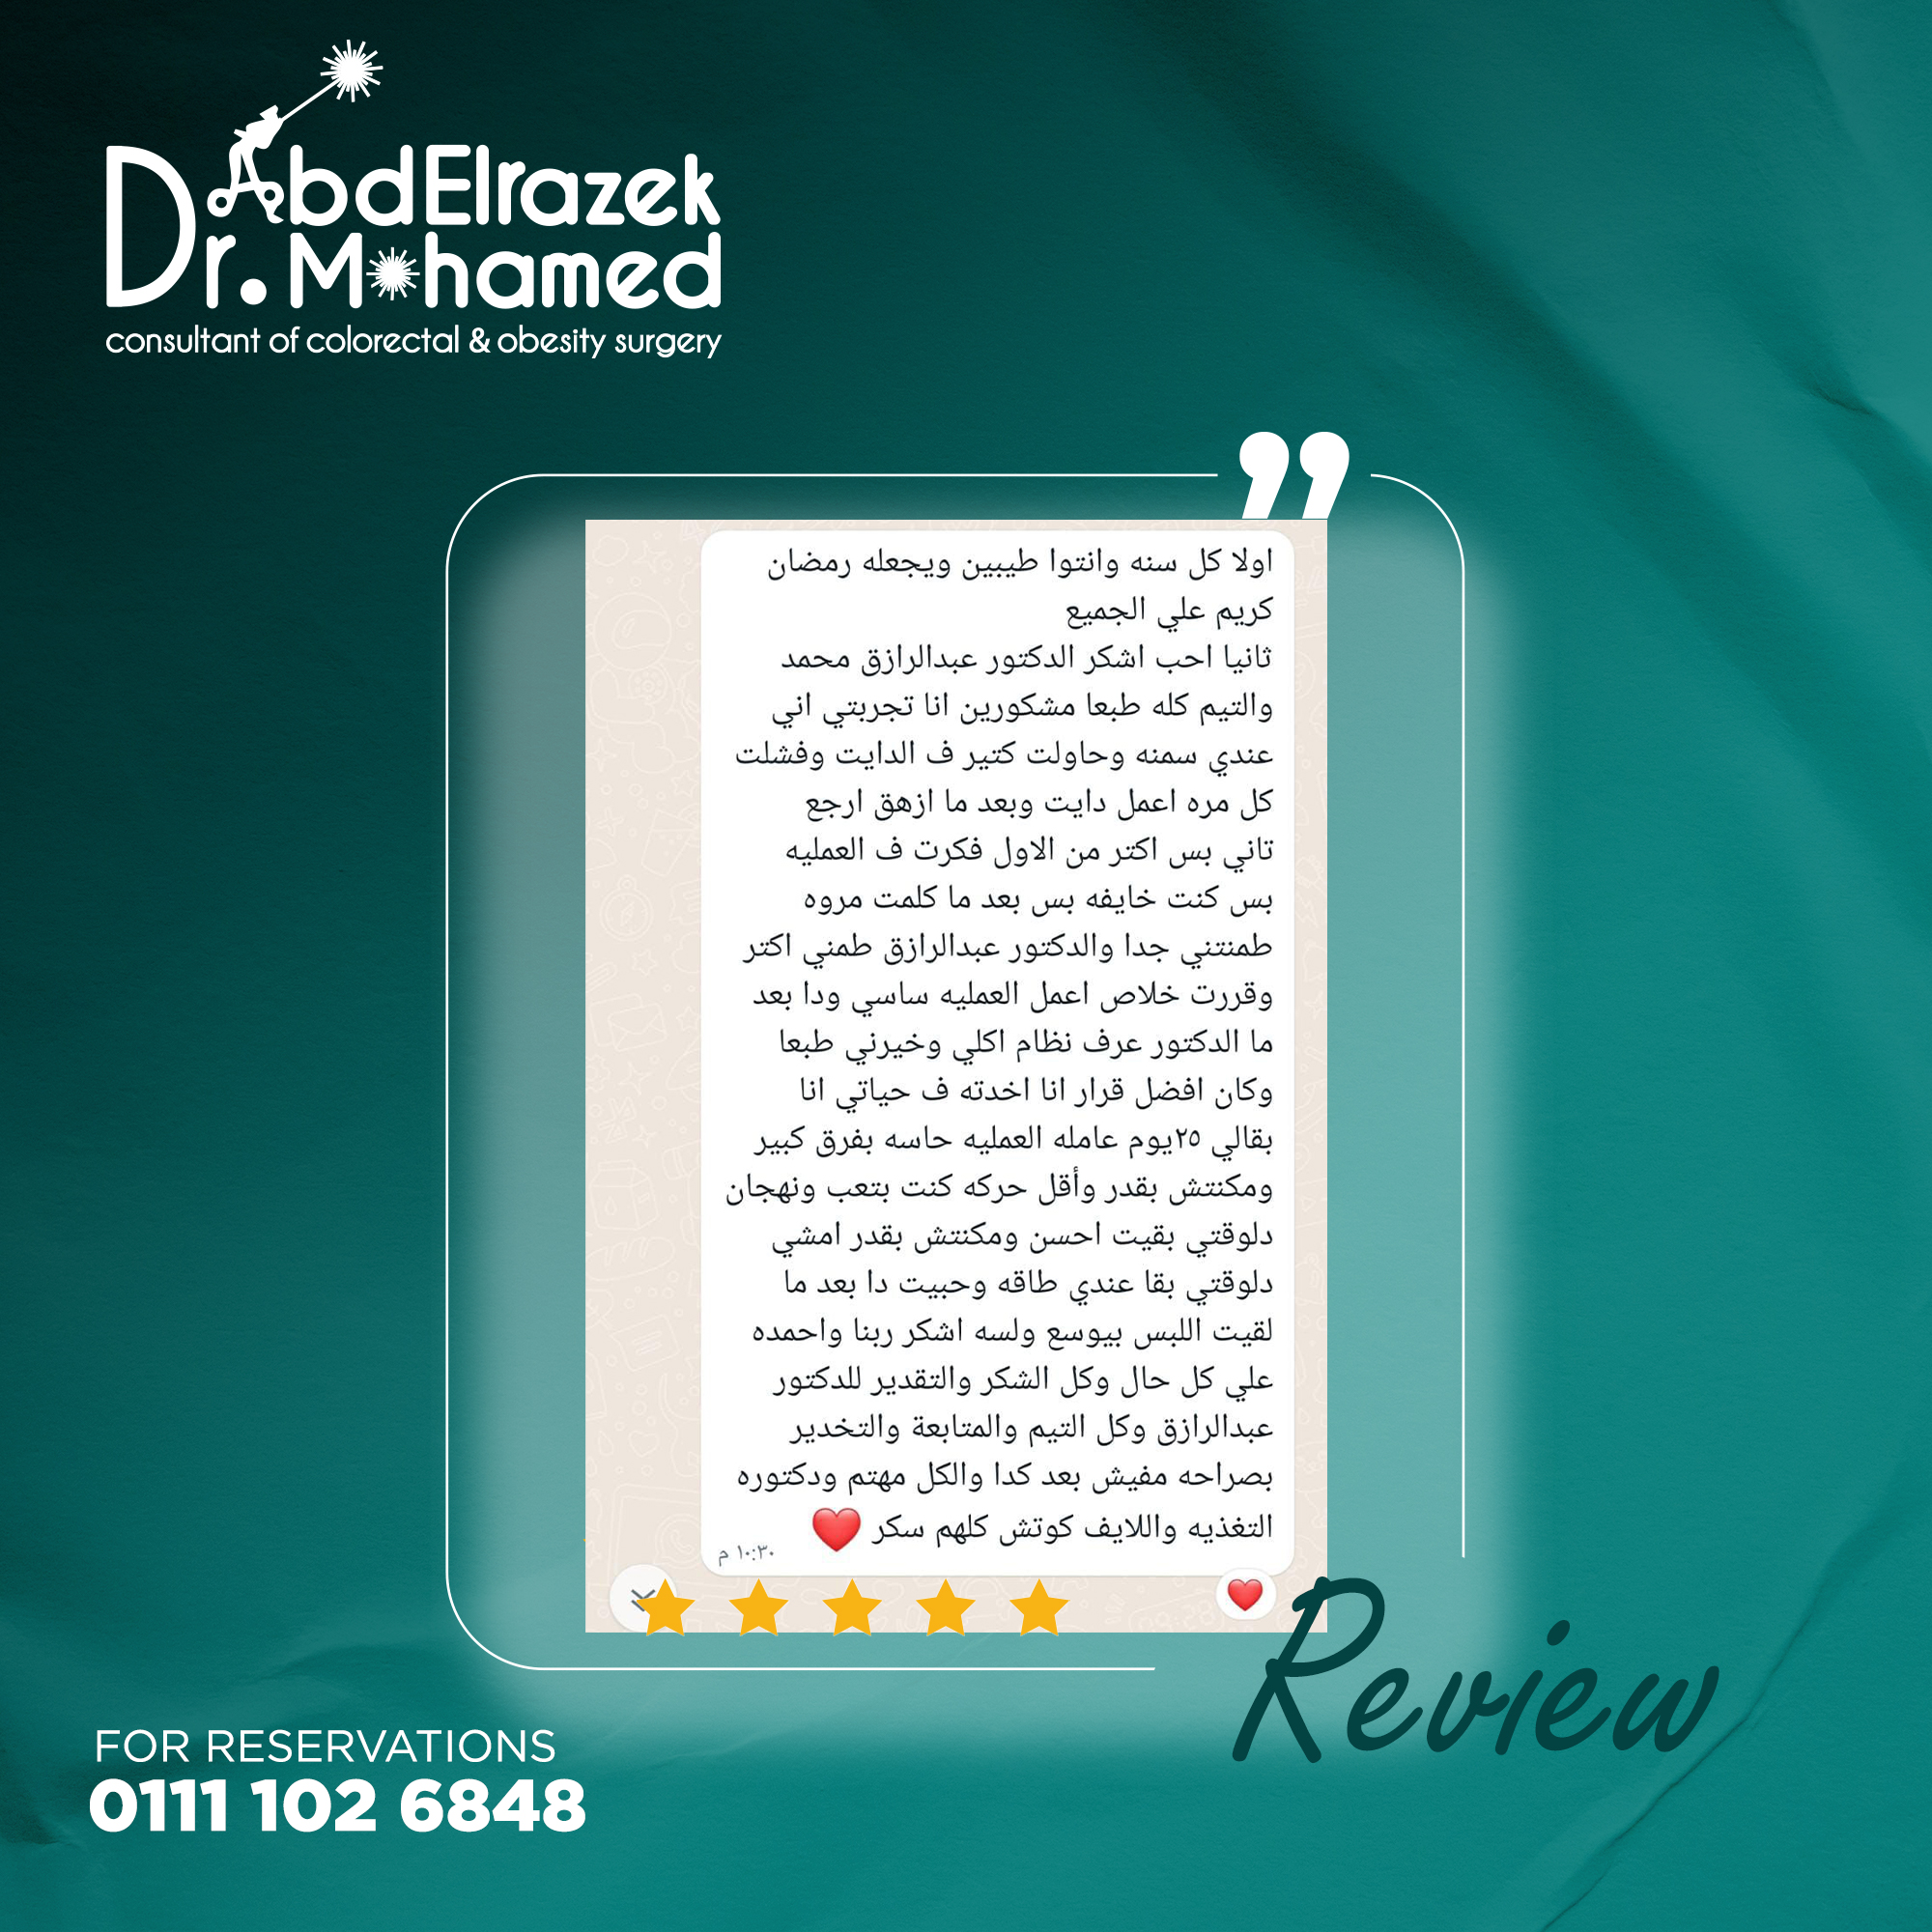 Dr. AbdElrazek
Mohamed
consultant of colorectal & obesity surgery
”
اولا كل سنه وانتوا طيبين ويجعله رمضان
كريم علي الجميع
ثانيا احب اشكر الدكتور عبدالرازق محمد
والتيم كله طبعا مشكورين انا تجربتي اني
عندي سمنه وحاولت كتير ف الدايت وفشلت
كل مره اعمل دايت وبعد ما ازهق ارجع
تاني بس اكتر من الاول فكرت ف العمليه
بس كنت خايفه بس بعد ما كلمت مروه
طمنتني جدا والدكتور عبدالرازق طمني اكتر
وقررت خلاص اعمل العمليه ساسي ودا بعد
ما الدكتور عرف نظام اكلي وخيرني طبعا
وكان افضل قرار انا اخدته ف حياتي انا
بقالي ٢٥يوم عامله العمليه حاسه بفرق كبير
ومكنتش بقدر وأقل حركه كنت بتعب ونهجان
دلوقتي بقيت احسن ومكنتش بقدر امشي
دلوقتي بقا عندي طاقه وحبيت دا بعد ما
لقيت اللبس بيوسع ولسه اشكر ربنا واحمده
علي كل حال وكل الشكر والتقدير للدكتور
عبدالرازق وكل التيم والمتابعة والتخدير
بصراحه مفيش بعد كدا والكل مهتم ودكتوره
التغذيه واللايف كوتش كلهم سكر ❤️
١٠:٣٠ م
Review
FOR RESERVATIONS
0111 102 6848